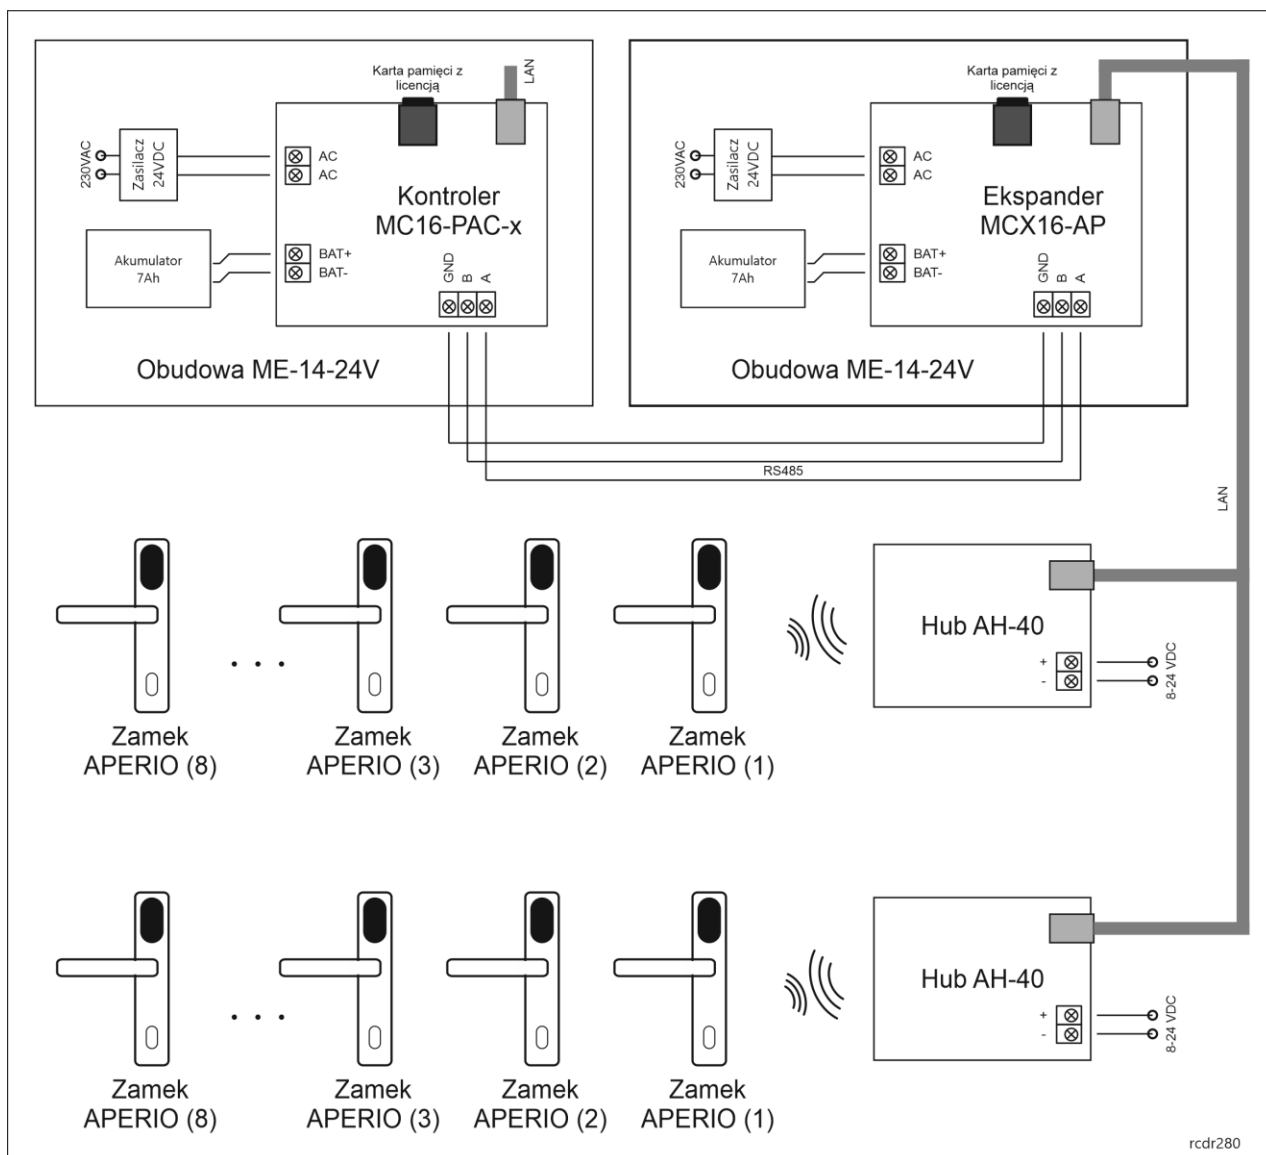 Karta pamięci z
licencją
LAN
230VAC
Zasilacz
24VDC
AC
AC
Kontroler
MC16-PAC-x
Akumulator
7Ah
BAT+
BAT-
GND
B
A
Obudowa ME-14-24V
Karta pamięci z
licencją
230VAC
Zasilacz
24VDC
AC
AC
Ekspander
MCX16-AP
Akumulator
7Ah
BAT+
BAT-
GND
B
A
Obudowa ME-14-24V
RS485
LAN
Hub AH-40
+
-
8-24 VDC
Zamek
APERIO (8)
. . .
Zamek
APERIO (3)
Zamek
APERIO (2)
Zamek
APERIO (1)
Hub AH-40
+
-
8-24 VDC
Zamek
APERIO (8)
. . .
Zamek
APERIO (3)
Zamek
APERIO (2)
Zamek
APERIO (1)
rcdr280